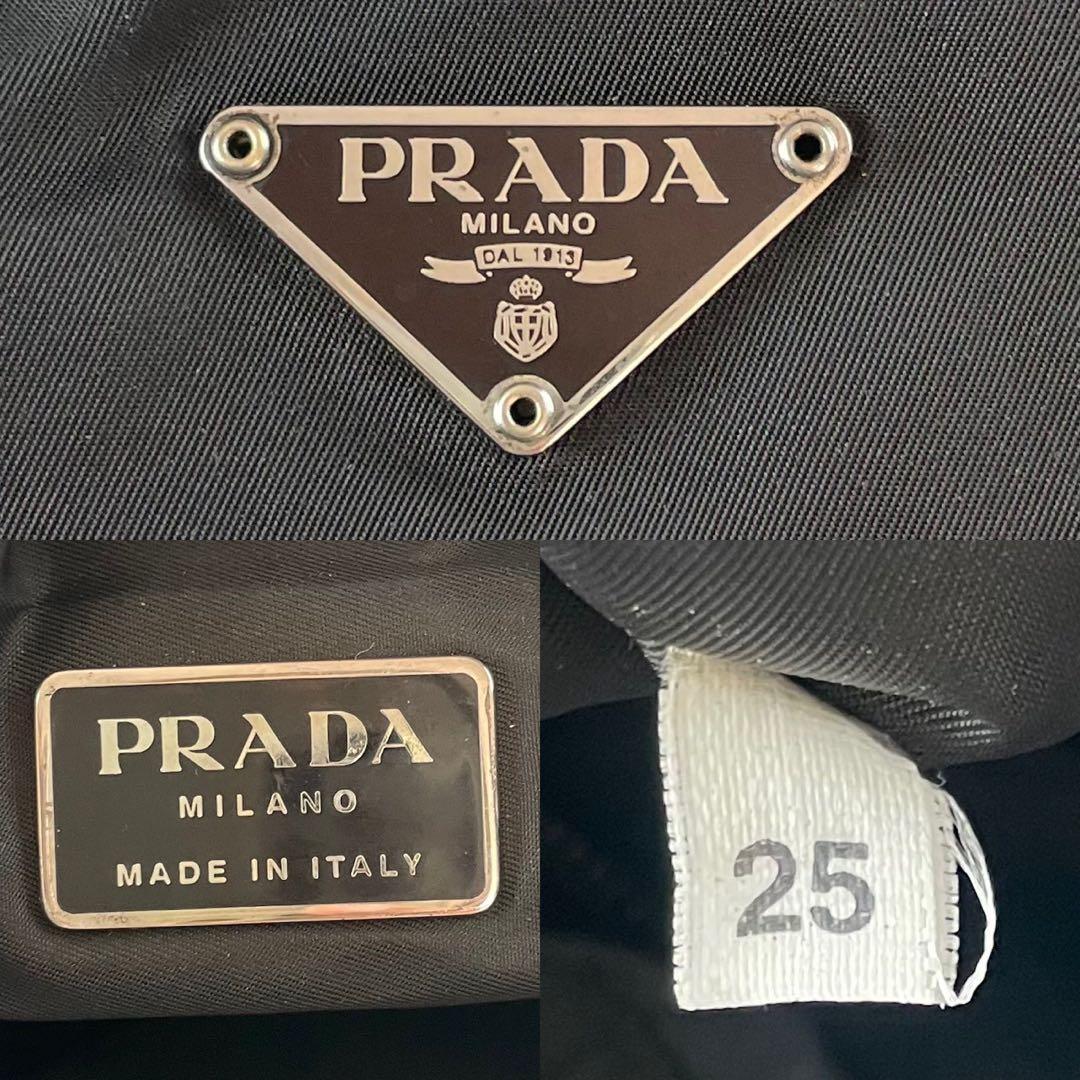 PRADA
MILANO
DAL 1913
PRADA
MILANO
MADE IN ITALY
25